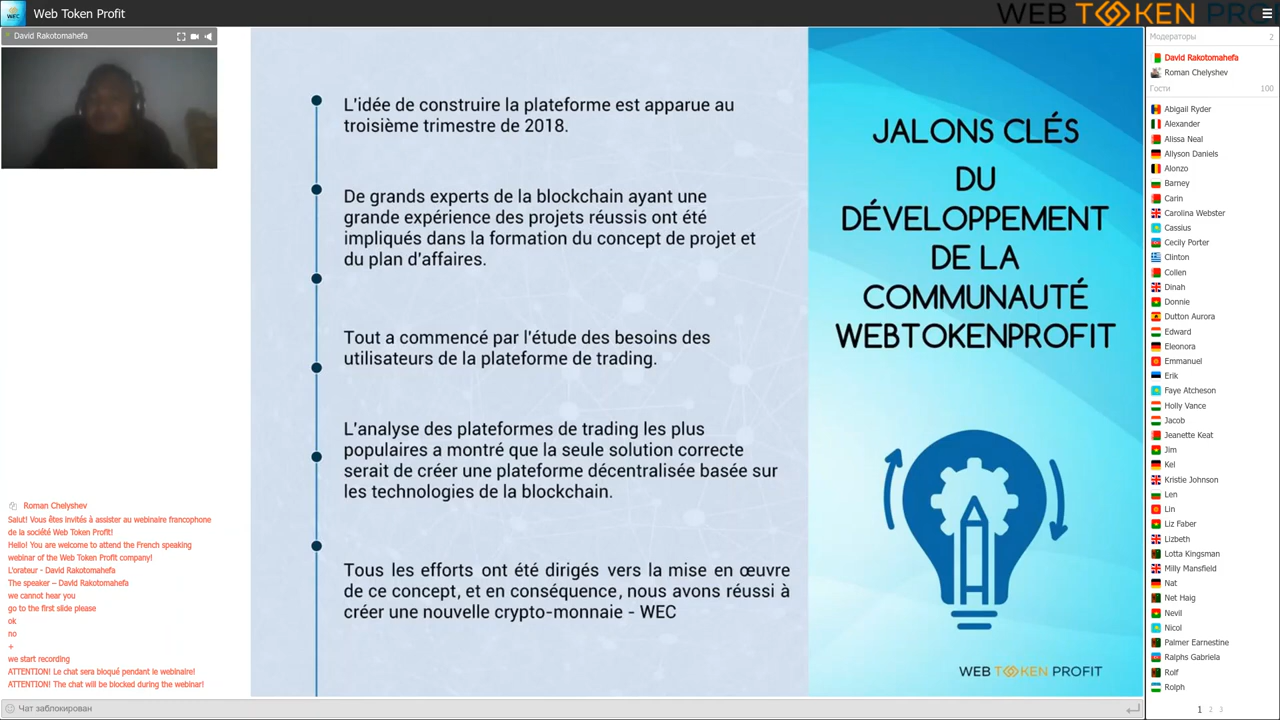 Web Token Profit
WEB TOKEN PRO
David Rakotomahefa
L'idée de construire la plateforme est apparue au
troisième trimestre de 2018.
De grands experts de la blockchain ayant une
grande expérience des projets réussis ont été
impliqués dans la formation du concept de projet et
du plan d'affaires.
Tout a commencé par l'étude des besoins des
utilisateurs de la plateforme de trading.
L'analyse des plateformes de trading les plus
populaires a montré que la seule solution correcte
serait de créer une plateforme décentralisée basée sur
les technologies de la blockchain.
Tous les efforts ont été dirigés vers la mise en œuvre
de ce concept, et en conséquence, nous avons réussi à
créer une nouvelle crypto-monnaie - WEC
JALONS CLÉS
DU
DÉVELOPPEMENT
DE LA
COMMUNAUTÉ
WEBTOKENPROFIT
WEB TOKEN PROFIT
Roman Chelyshev
Salut! Vous êtes invités à assister au webinaire francophone
de la société Web Token Profit!
Hello! You are welcome to attend the French speaking
webinar of the Web Token Profit company!
L'orateur - David Rakotomahefa
The speaker – David Rakotomahefa
we cannot hear you
go to the first slide please
ok
no
+
we start recording
ATTENTION! Le chat sera bloqué pendant le webinaire!
ATTENTION! The chat will be blocked during the webinar!
Чат заблокирован
Модераторы 2
David Rakotomahefa
Roman Chelyshev
Гости 100
Abigail Ryder
Alexander
Alissa Neal
Allyson Daniels
Alonzo
Barney
Carin
Carolina Webster
Cassius
Cecily Porter
Clinton
Collen
Dinah
Donnie
Dutton Aurora
Edward
Eleonora
Emmanuel
Erik
Faye Atcheson
Holly Vance
Jacob
Jeanette Keat
Jim
Kel
Kristie Johnson
Len
Lin
Liz Faber
Lizbeth
Lotta Kingsman
Milly Mansfield
Nat
Net Haig
Nevil
Nicol
Palmer Earnestine
Ralphs Gabriela
Rolf
Rolph
1 2 3